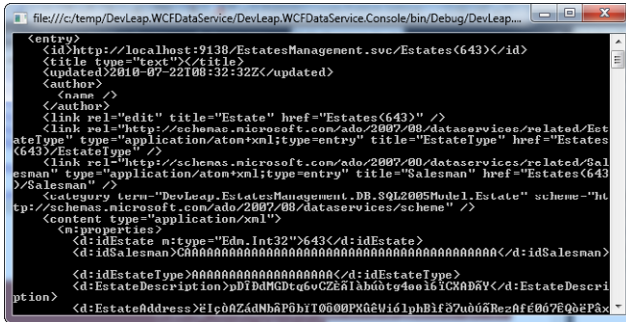 file:///c:/temp/DevLeap.WCFDataService/DevLeap.WCFDataService.Console/bin/Debug/DevLeap....
<entry>
<id>http://localhost:9138/EstatesManagement.svc/Estates(643)</id>
<title type="text"></title>
<updated>2010-07-22T08:32:32Z</updated>
<author>
<name />
</author>
<link rel="edit" title="Estate" href="Estates(643)" />
<link rel="http://schemas.microsoft.com/ado/2007/08/dataservices/related/Est
ateType" type="application/atom+xml;type=entry" title="EstateType" href="Estates
(643)/EstateType" />
<link rel="http://schemas.microsoft.com/ado/2007/08/dataservices/related/Sal
esman" type="application/atom+xml;type=entry" title="Salesman" href="Estates(643
)/Salesman" />
<category term="DevLeap.EstatesManagement.DB.SQL2005Model.Estate" scheme="ht
tp://schemas.microsoft.com/ado/2007/08/dataservices/scheme" />
<content type="application/xml">
<m:properties>
<d:idEstate m:type="Edm.Int32">643</d:idEstate>
<d:idSalesman></d:idSalesman>
<d:idEstateType></d:idEstateType>
<d:EstateDescription></d:EstateDescri
ption>
<d:EstateAddress>